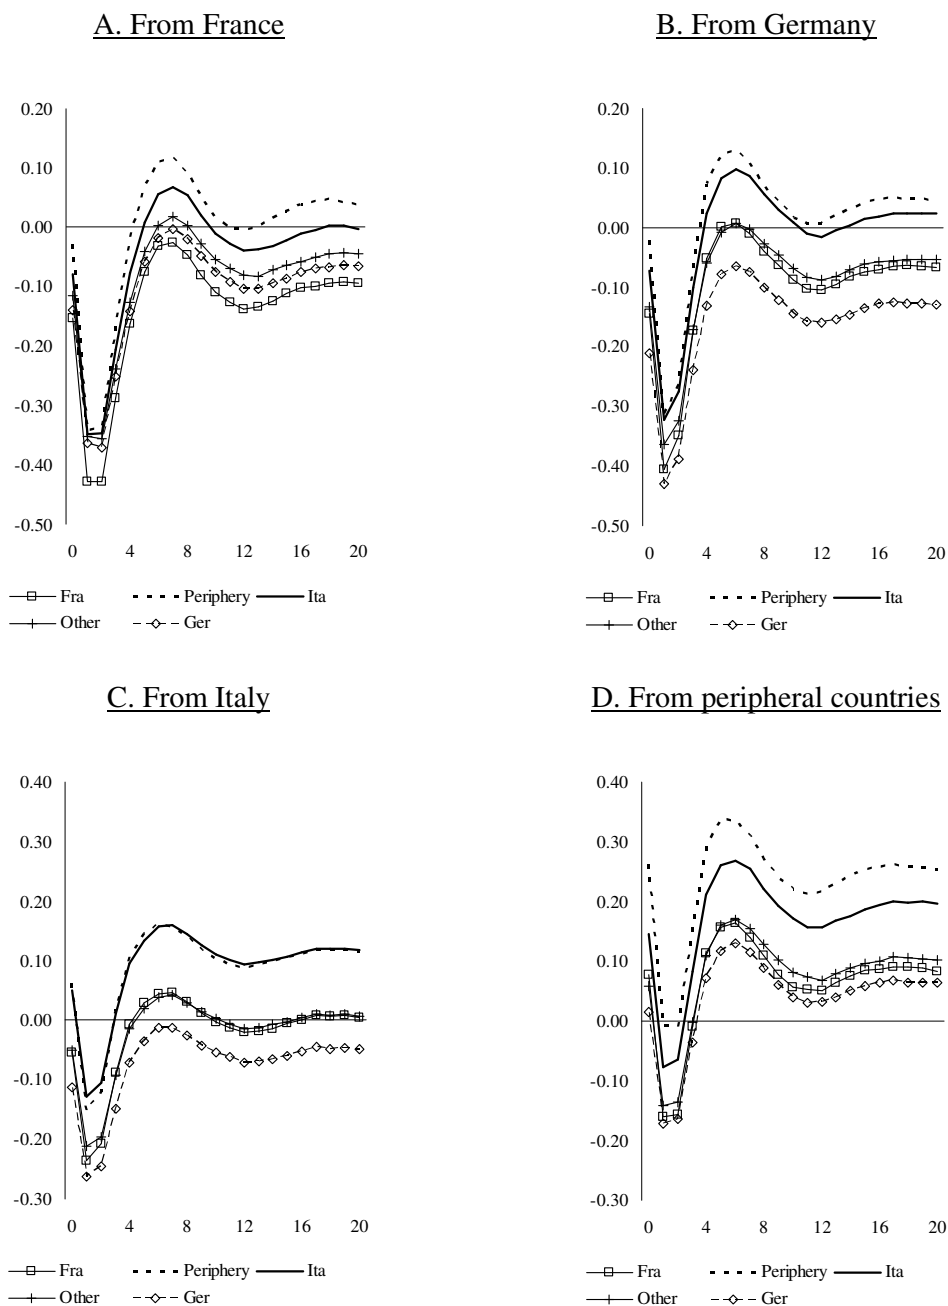 A. From France
B. From Germany
0.20
0.10
0.00
-0.10
-0.20
-0.30
-0.40
-0.50
0 4 8 12 16 20
Fra Periphery Ita
Other Ger
0.20
0.10
0.00
-0.10
-0.20
-0.30
-0.40
-0.50
0 4 8 12 16 20
Fra Periphery Ita
Other Ger
C. From Italy
D. From peripheral countries
0.40
0.30
0.20
0.10
0.00
-0.10
-0.20
-0.30
0 4 8 12 16 20
Fra Periphery Ita
Other Ger
0.40
0.30
0.20
0.10
0.00
-0.10
-0.20
-0.30
0 4 8 12 16 20
Fra Periphery Ita
Other Ger